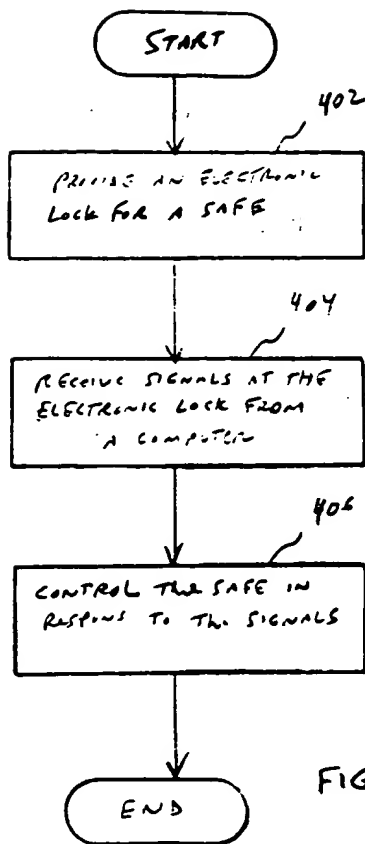 START
402
PROVIDE AN ELECTRONIC
LOCK FOR A SAFE
404
RECEIVE SIGNALS AT THE
ELECTRONIC LOCK FROM
A COMPUTER
406
CONTROL THE SAFE IN
RESPONS TO THE SIGNALS
END
FIG